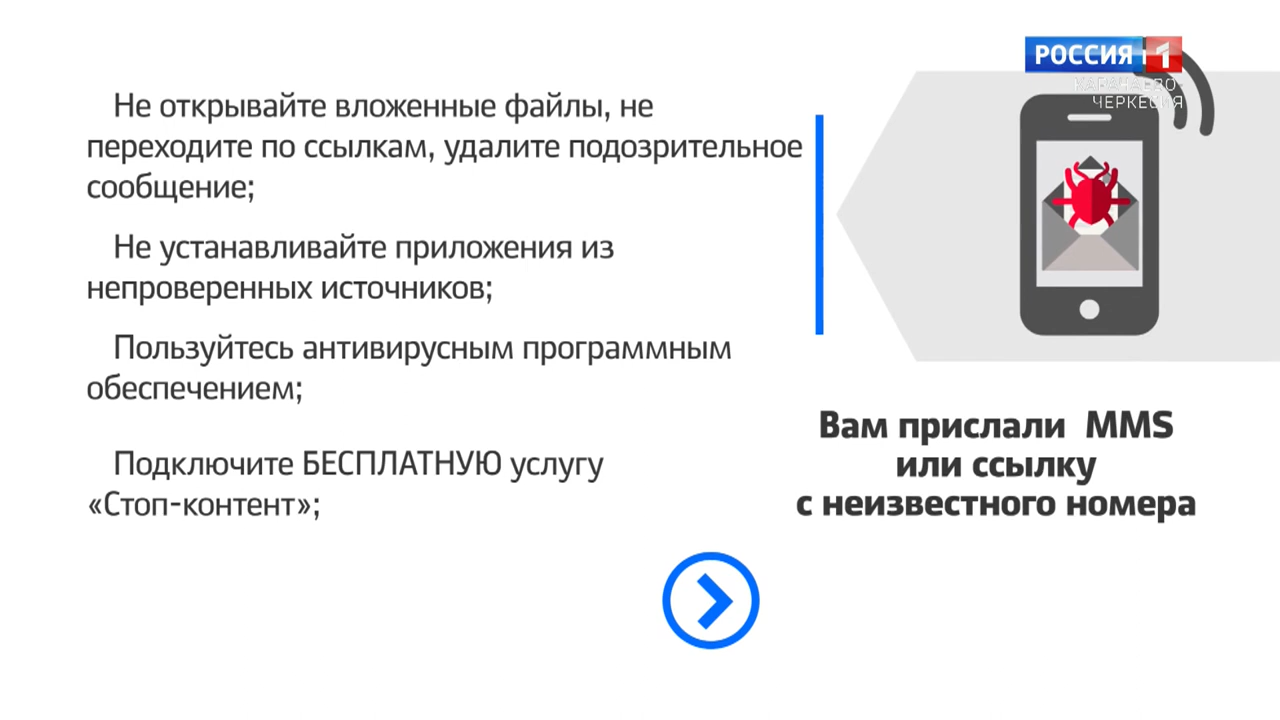 Не открывайте вложенные файлы, не
переходите по ссылкам, удалите подозрительное
сообщение;
Не устанавливайте приложения из
непроверенных источников;
Пользуйтесь антивирусным программным
обеспечением;
Подключите БЕСПЛАТНУЮ услугу
«Стоп-контент»;
РОССИЯ 1
КАРАЧАЕВО-
ЧЕРКЕСИЯ
Вам прислали MMS
или ссылку
с неизвестного номера